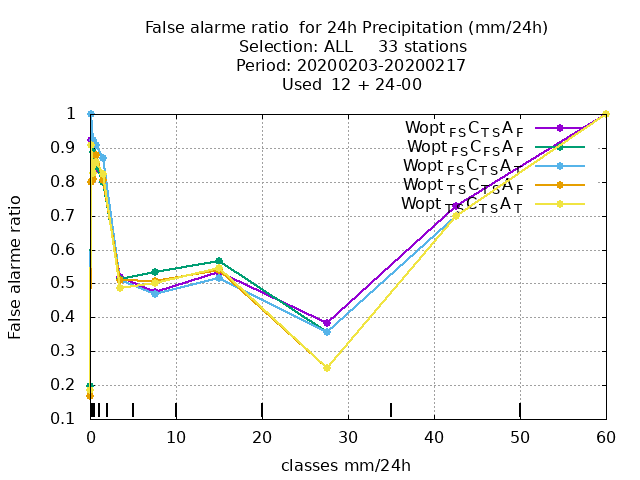 False alarme ratio  for 24h Precipitation (mm/24h)
Selection: ALL     33 stations
Period: 20200203-20200217
Used  12 + 24-00
Wopt FS C TS A F
Wopt FS C FS A F
Wopt FS C TS A T
Wopt TS C TS A F
Wopt TS C TS A T
1
0.9
0.8
0.7
0.6
0.5
0.4
0.3
0.2
0.1
False alarme ratio
0 10 20 30 40 50 60
classes mm/24h